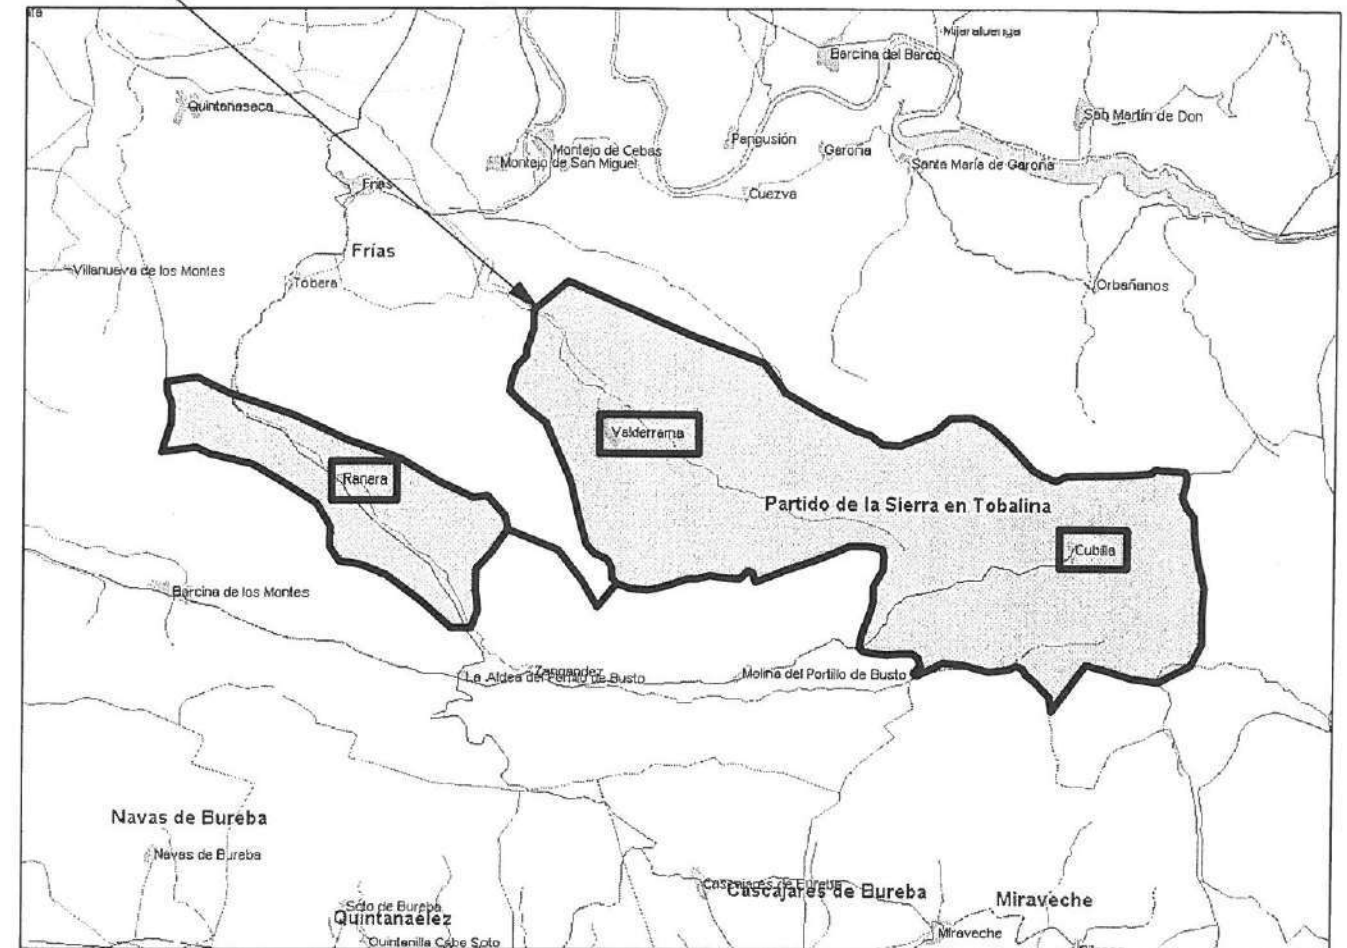 Mijaraluenga
Barcina del Barco
Quintanaseca
San Martín de Don
Montejo de Cebas
Pangusión
Garoña
Montejo de San Miguel
Santa María de Garoña
Frías
Cuezva
Frías
Villanueva de los Montes
Tobera
Orbañanos
Valderrama
Ranera
Partido de la Sierra en Tobalina
Cubilla
Barcina de los Montes
Zangandez
La Aldea del Portillo de Busto
Molina del Portillo de Busto
Navas de Bureba
Navas de Bureba
Cascajares de Bureba
Cascajares de Bureba
Miraveche
Soto de Bureba
Quintanaélez
Miraveche
Quintanilla Cabe Soto